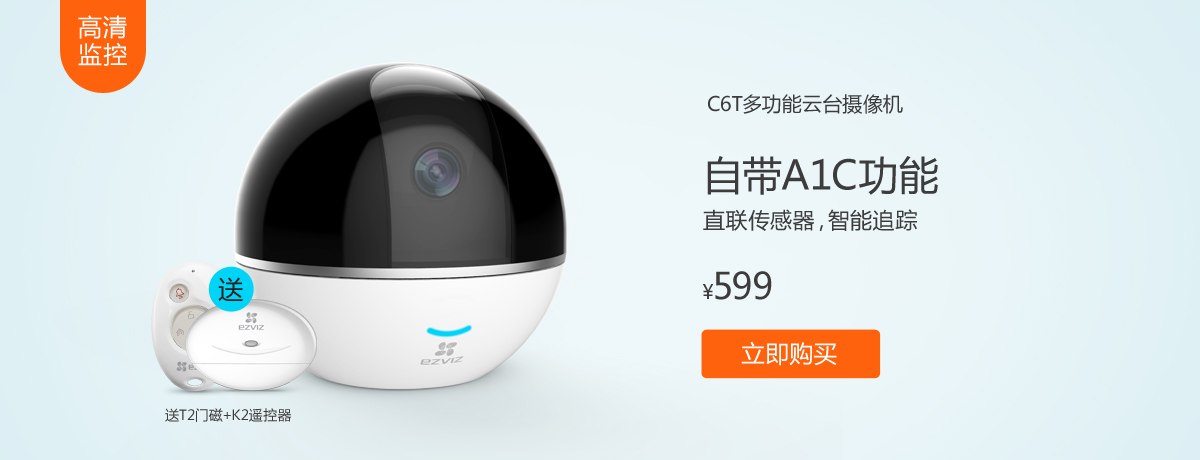 高清
监控
C6T多功能云台摄像机
自带A1C功能
直联传感器,智能追踪
¥599
立即购买
送
ezviz
ezviz
送T2门磁+K2遥控器